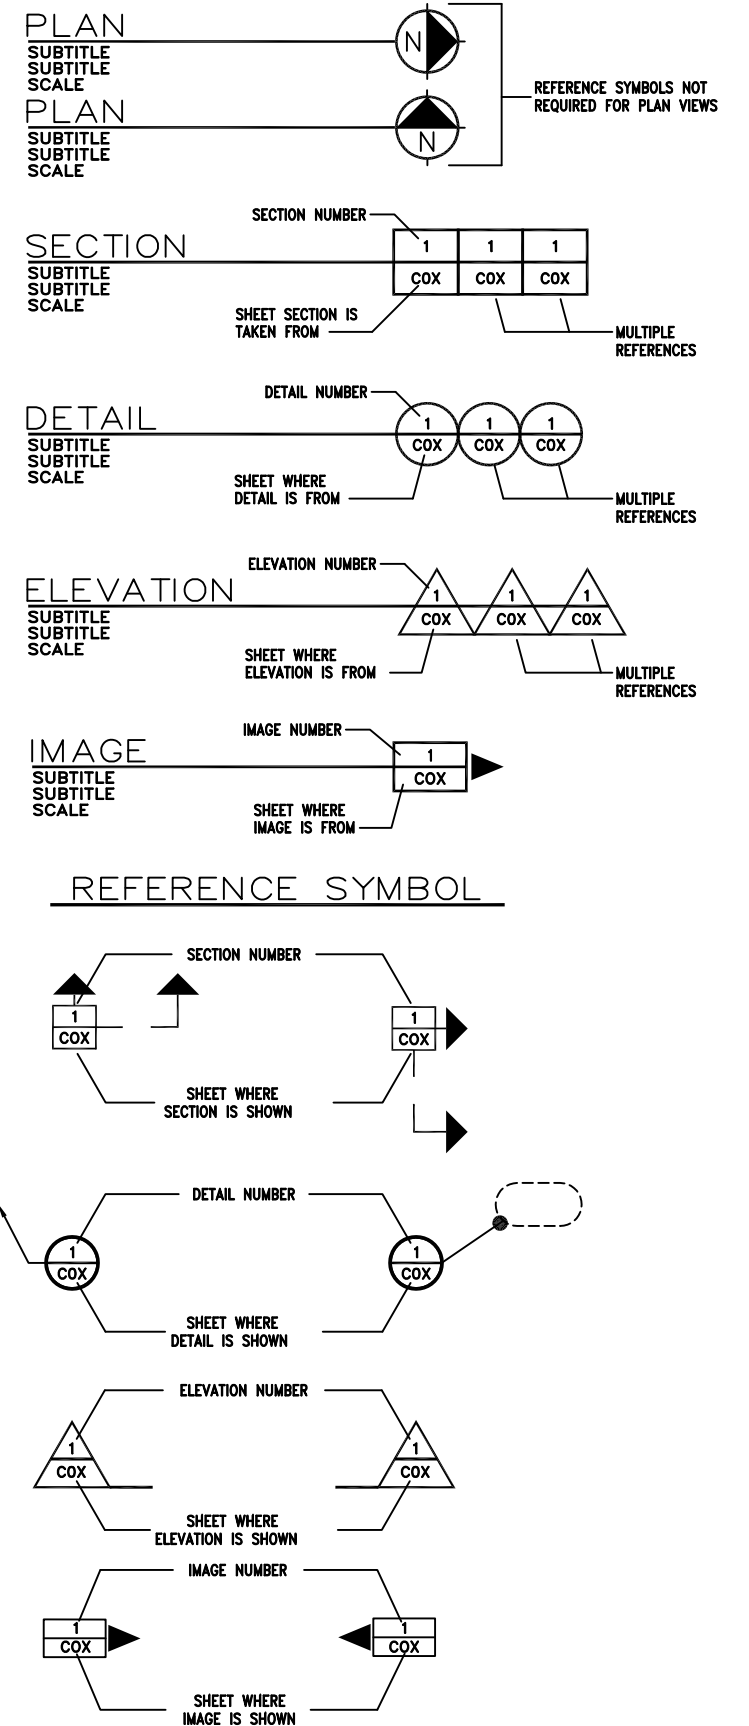 PLAN
N
SUBTITLE
SUBTITLE
SCALE
REFERENCE SYMBOLS NOT
REQUIRED FOR PLAN VIEWS
PLAN
N
SUBTITLE
SUBTITLE
SCALE
SECTION NUMBER
SECTION
1 1 1
SUBTITLE
SUBTITLE
SCALE
COX COX COX
SHEET SECTION IS
TAKEN FROM
MULTIPLE
REFERENCES
DETAIL NUMBER
DETAIL
1 1 1
SUBTITLE
SUBTITLE
SCALE
COX COX COX
SHEET WHERE
DETAIL IS FROM
MULTIPLE
REFERENCES
ELEVATION NUMBER
ELEVATION
1 1 1
SUBTITLE
SUBTITLE
SCALE
COX COX COX
SHEET WHERE
ELEVATION IS FROM
MULTIPLE
REFERENCES
IMAGE NUMBER
IMAGE
1
SUBTITLE
SUBTITLE
SCALE
COX
SHEET WHERE
IMAGE IS FROM
REFERENCE SYMBOL
SECTION NUMBER
1 1
COX COX
SHEET WHERE
SECTION IS SHOWN
DETAIL NUMBER
1 1
COX COX
SHEET WHERE
DETAIL IS SHOWN
ELEVATION NUMBER
1 1
COX COX
SHEET WHERE
ELEVATION IS SHOWN
IMAGE NUMBER
1 1
COX COX
SHEET WHERE
IMAGE IS SHOWN